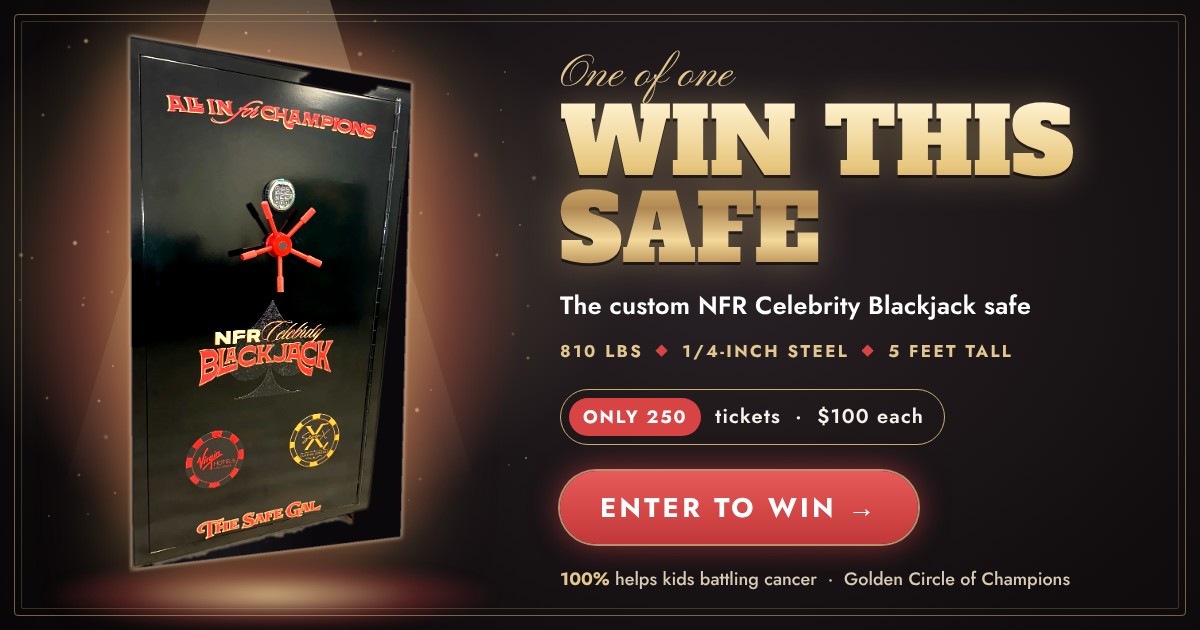 ALL IN for CHAMPIONS
NFR Celebrity
BLACKJACK
Virgin
HOTELS
X
THE SAFE GAL
One of one
WIN THIS
SAFE
The custom NFR Celebrity Blackjack safe
810 LBS ◆ 1/4-INCH STEEL ◆ 5 FEET TALL
ONLY 250 tickets · $100 each
ENTER TO WIN →
100% helps kids battling cancer · Golden Circle of Champions